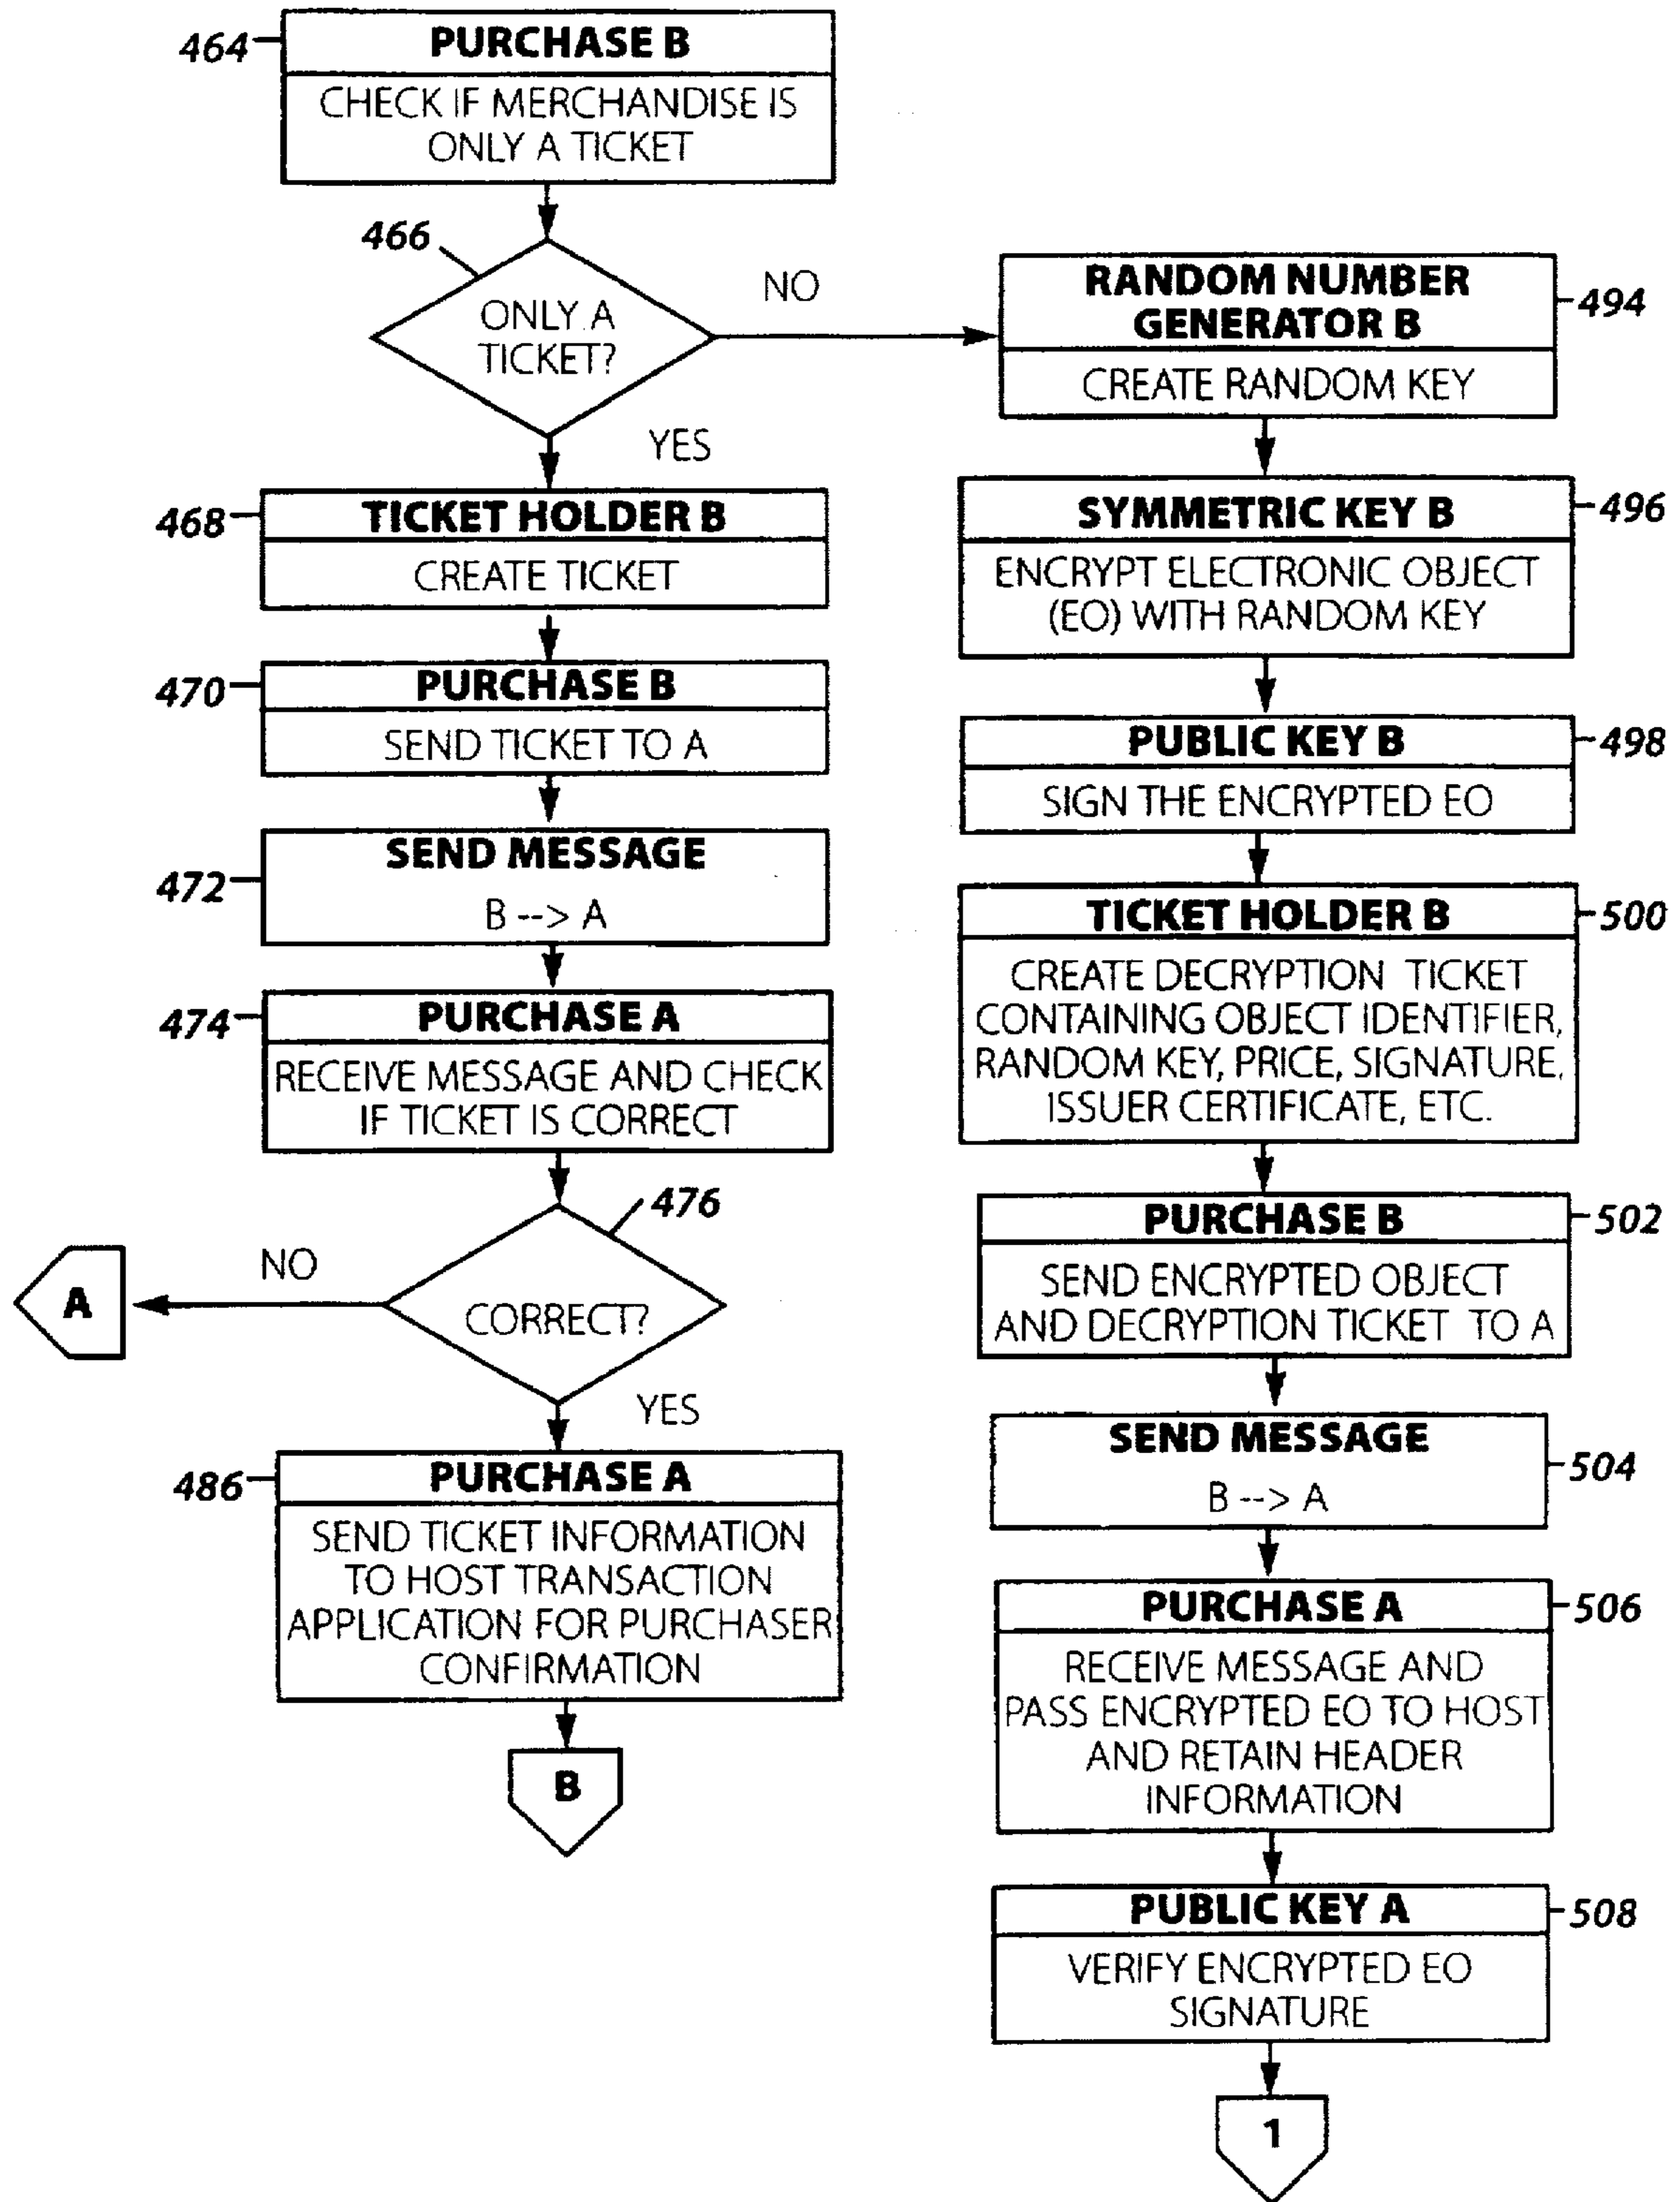 464
PURCHASE B
CHECK IF MERCHANDISE IS
ONLY A TICKET
466
ONLY A
TICKET?
NO
YES
468
TICKET HOLDER B
CREATE TICKET
470
PURCHASE B
SEND TICKET TO A
472
SEND MESSAGE
B --> A
474
PURCHASE A
RECEIVE MESSAGE AND CHECK
IF TICKET IS CORRECT
476
CORRECT?
NO
A
YES
486
PURCHASE A
SEND TICKET INFORMATION
TO HOST TRANSACTION
APPLICATION FOR PURCHASER
CONFIRMATION
B
RANDOM NUMBER
GENERATOR B
494
CREATE RANDOM KEY
SYMMETRIC KEY B
496
ENCRYPT ELECTRONIC OBJECT
(EO) WITH RANDOM KEY
PUBLIC KEY B
498
SIGN THE ENCRYPTED EO
TICKET HOLDER B
500
CREATE DECRYPTION TICKET
CONTAINING OBJECT IDENTIFIER,
RANDOM KEY, PRICE, SIGNATURE,
ISSUER CERTIFICATE, ETC.
PURCHASE B
502
SEND ENCRYPTED OBJECT
AND DECRYPTION TICKET TO A
SEND MESSAGE
504
B --> A
PURCHASE A
506
RECEIVE MESSAGE AND
PASS ENCRYPTED EO TO HOST
AND RETAIN HEADER
INFORMATION
PUBLIC KEY A
508
VERIFY ENCRYPTED EO
SIGNATURE
1